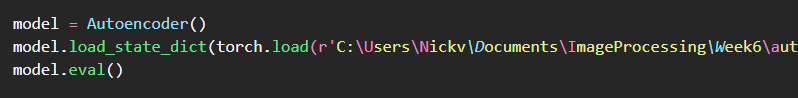 model = Autoencoder()
model.load_state_dict(torch.load(r'C:\Users\Nickv\Documents\ImageProcessing\Week6\aut
model.eval()